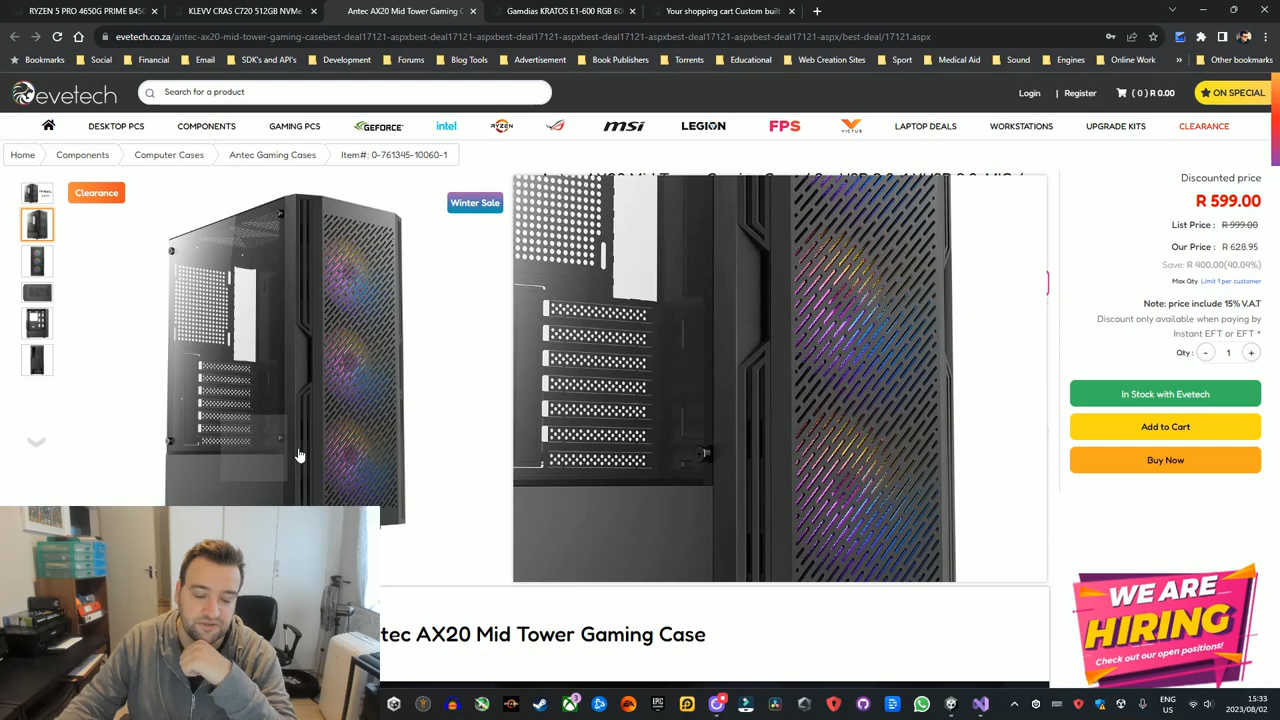 RYZEN 5 PRO 4650G PRIME B45
KLEVV CRAS C720 512GB NVMe
Antec AX20 Mid Tower Gaming C
Gamdias KRATOS E1-600 RGB 60
Your shopping cart Custom built
evetech.co.za/antec-ax20-mid-tower-gaming-casebest-deal17121-aspxbest-deal17121-aspxbest-deal17121-aspxbest-deal17121-aspxbest-deal17121-aspx/best-deal/17121.aspx
Bookmarks Social Financial Email SDK's and API's Development Forums Blog Tools Advertisement Book Publishers Torrents Educational Web Creation Sites Sport Medical Aid Sound Engines Online Work » Other bookmarks
evetech
Search for a product
Login | Register ( 0 ) R 0.00 ON SPECIAL
DESKTOP PCS COMPONENTS GAMING PCS GEFORCE intel RYZEN msi LEGION FPS VICTUS LAPTOP DEALS WORKSTATIONS UPGRADE KITS CLEARANCE
Home Components Computer Cases Antec Gaming Cases Item#: 0-761345-10060-1
Clearance
Winter Sale
Discounted price
R 599.00
List Price : R 999.00
Our Price : R 628.95
Save: R 400.00(40.04%)
Max Qty Limit 1 per customer
Note: price include 15% V.A.T
Discount only available when paying by
Instant EFT or EFT *
Qty : - 1 +
In Stock with Evetech
Add to Cart
Buy Now
WE ARE
HIRING
Check out our open positions!
tec AX20 Mid Tower Gaming Case
3
EA
EPIC
ENG
US
15:33
2023/08/02